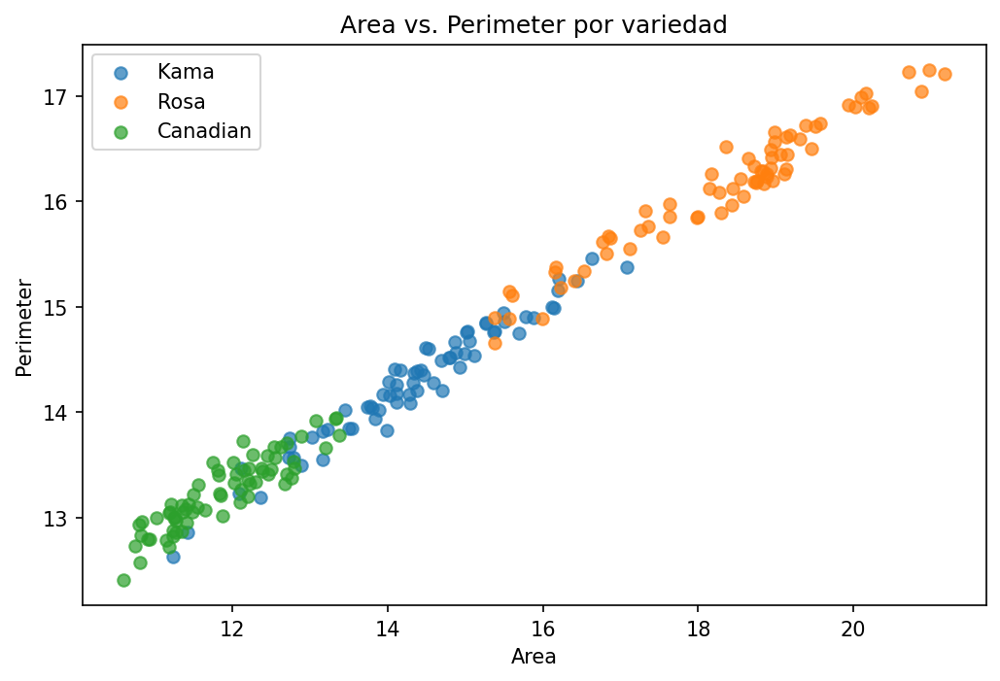 Area vs. Perimeter por variedad
Kama
Rosa
Canadian
17
16
15
14
13
Perimeter
12
14
16
18
20
Area